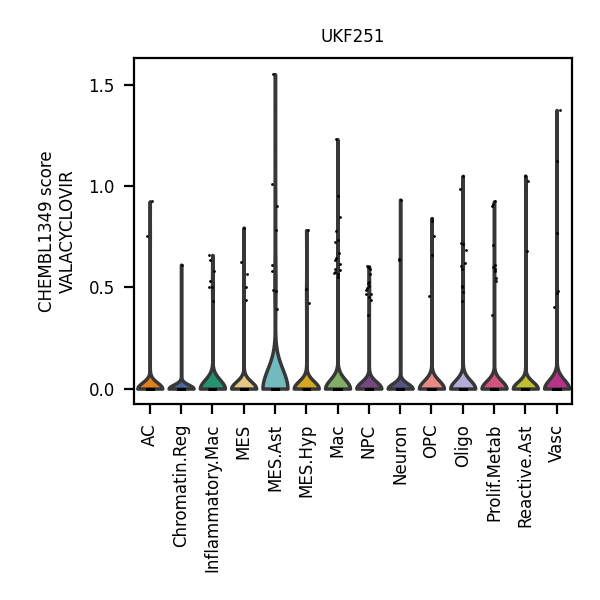 UKF251
CHEMBL1349 score
VALACYCLOVIR
1.5
1.0
0.5
0.0
AC
Chromatin.Reg
Inflammatory.Mac
MES
MES.Ast
MES.Hyp
Mac
NPC
Neuron
OPC
Oligo
Prolif.Metab
Reactive.Ast
Vasc